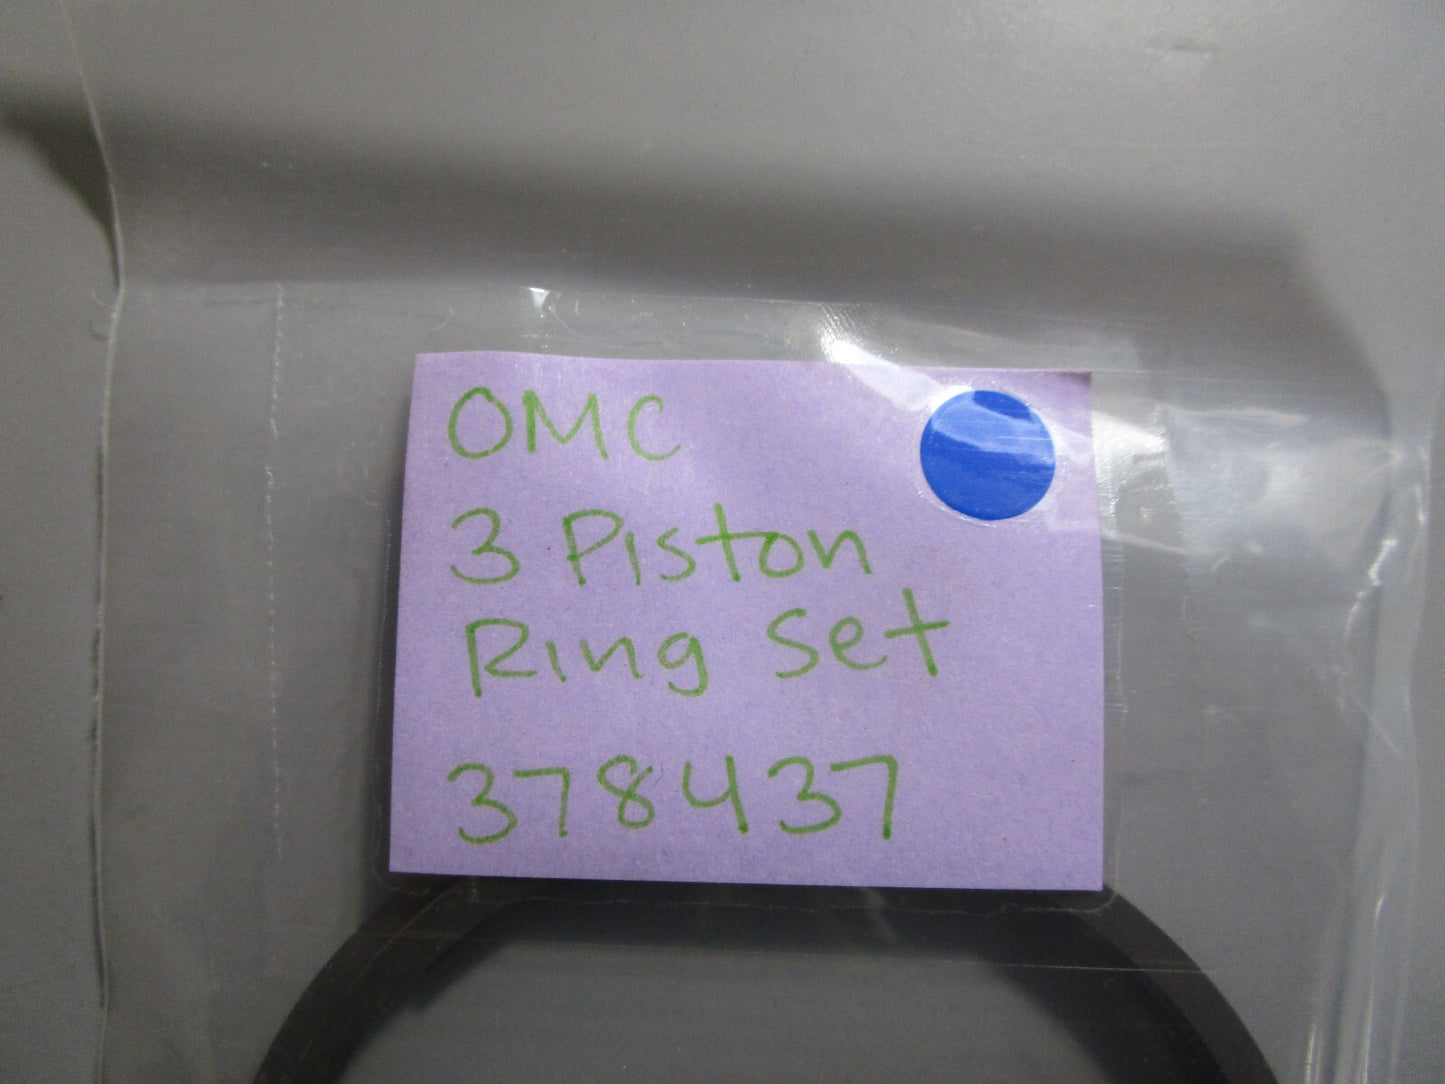 OMC
3 Piston
Ring Set
378437